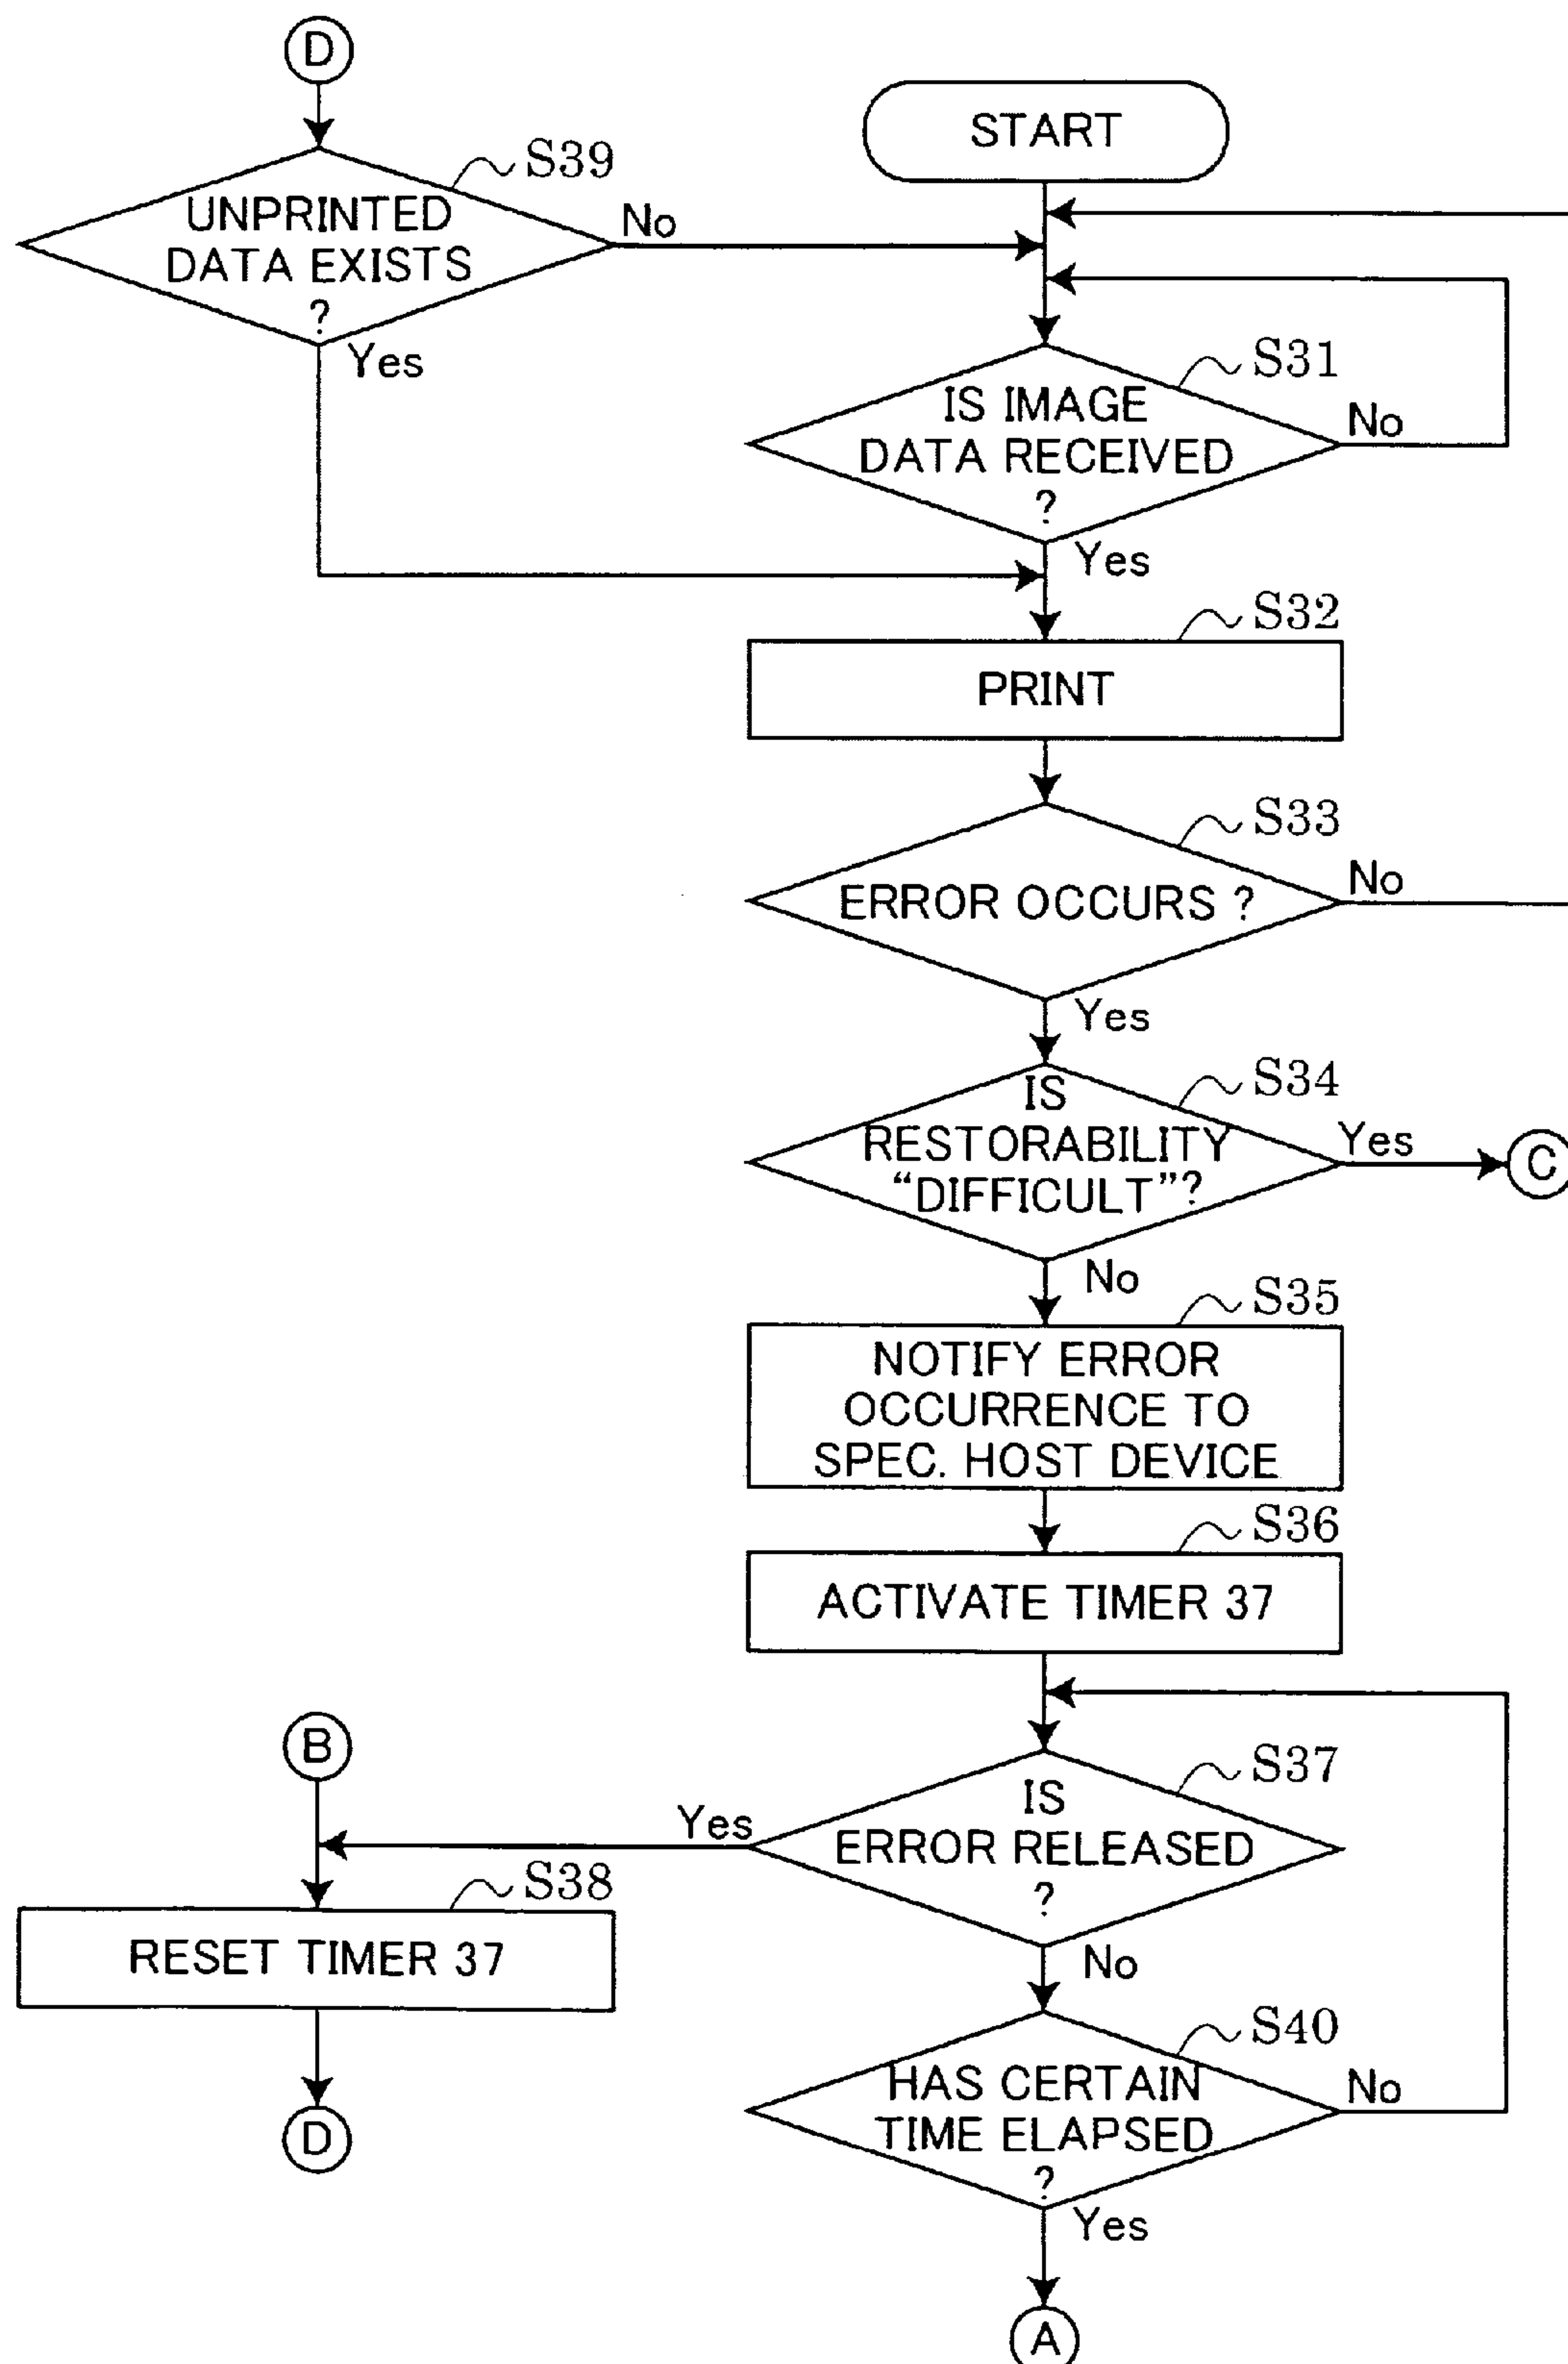 D
START
S39
UNPRINTED
DATA EXISTS
?
No
Yes
S31
IS IMAGE
DATA RECEIVED
?
No
Yes
S32
PRINT
S33
ERROR OCCURS ?
No
Yes
S34
IS
RESTORABILITY
“DIFFICULT”?
Yes
C
No
S35
NOTIFY ERROR
OCCURRENCE TO
SPEC. HOST DEVICE
S36
ACTIVATE TIMER 37
B
S37
IS
ERROR RELEASED
?
Yes
No
S38
RESET TIMER 37
D
S40
HAS CERTAIN
TIME ELAPSED
?
No
Yes
A